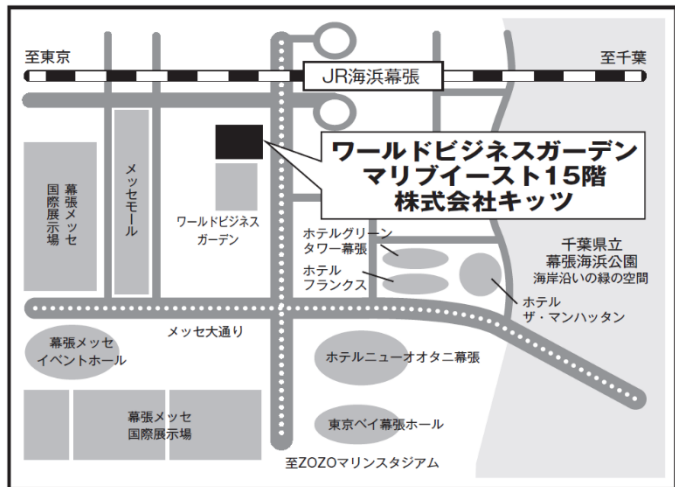 至東京
JR海浜幕張
至千葉
ワールドビジネスガーデン
マリブイースト15階
株式会社キッツ
幕張メッセ
国際展示場
メッセモール
ワールドビジネス
ガーデン
ホテルグリーン
タワー幕張
ホテル
フランクス
千葉県立
幕張海浜公園
海岸沿いの緑の空間
ホテル
ザ・マンハッタン
メッセ大通り
幕張メッセ
イベントホール
ホテルニューオオタニ幕張
幕張メッセ
国際展示場
東京ベイ幕張ホール
至ZOZOマリンスタジアム